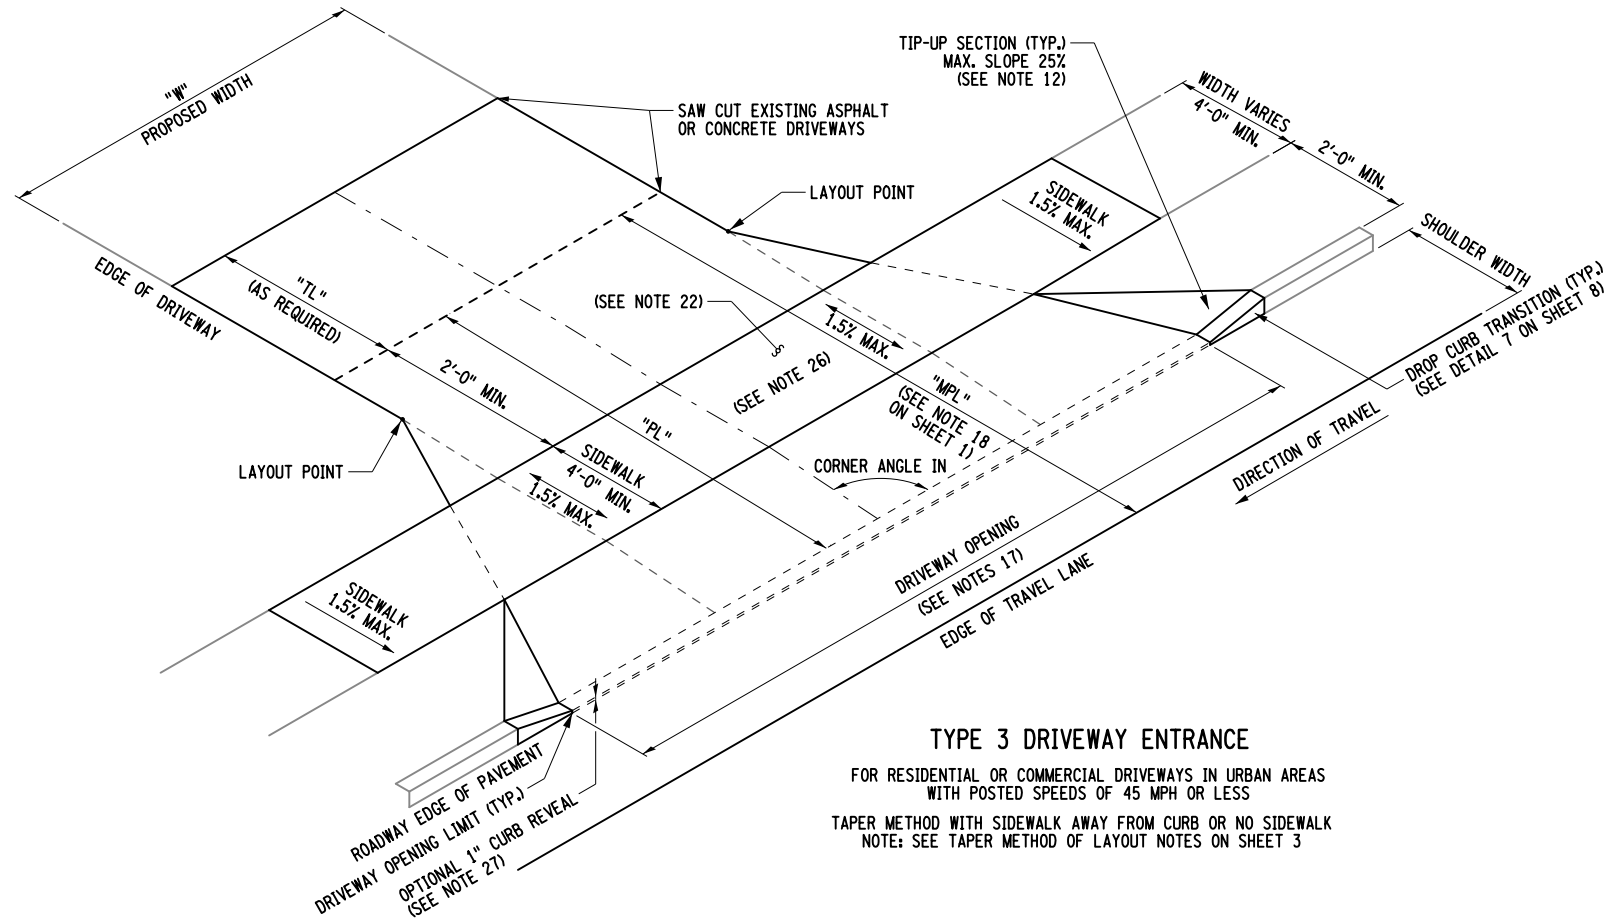 TIP-UP SECTION (TYP.)
MAX. SLOPE 25%
(SEE NOTE 12)
"W"
PROPOSED WIDTH
SAW CUT EXISTING ASPHALT
OR CONCRETE DRIVEWAYS
WIDTH VARIES
4'-0" MIN.
2'-0" MIN.
LAYOUT POINT
SIDEWALK
1.5% MAX.
SHOULDER WIDTH
EDGE OF DRIVEWAY
"TL"
(AS REQUIRED)
(SEE NOTE 22)
1.5% MAX.
DROP CURB TRANSITION (TYP.)
(SEE DETAIL 7 ON SHEET 8)
2'-0" MIN.
(SEE NOTE 26)
"MPL"
(SEE NOTE 18
ON SHEET 1)
"PL"
DIRECTION OF TRAVEL
LAYOUT POINT
SIDEWALK
4'-0" MIN.
1.5% MAX.
CORNER ANGLE IN
DRIVEWAY OPENING
(SEE NOTES 17)
EDGE OF TRAVEL LANE
SIDEWALK
1.5% MAX.
ROADWAY EDGE OF PAVEMENT
DRIVEWAY OPENING LIMIT (TYP.)
OPTIONAL 1" CURB REVEAL
(SEE NOTE 27)
TYPE 3 DRIVEWAY ENTRANCE
FOR RESIDENTIAL OR COMMERCIAL DRIVEWAYS IN URBAN AREAS
WITH POSTED SPEEDS OF 45 MPH OR LESS
TAPER METHOD WITH SIDEWALK AWAY FROM CURB OR NO SIDEWALK
NOTE: SEE TAPER METHOD OF LAYOUT NOTES ON SHEET 3